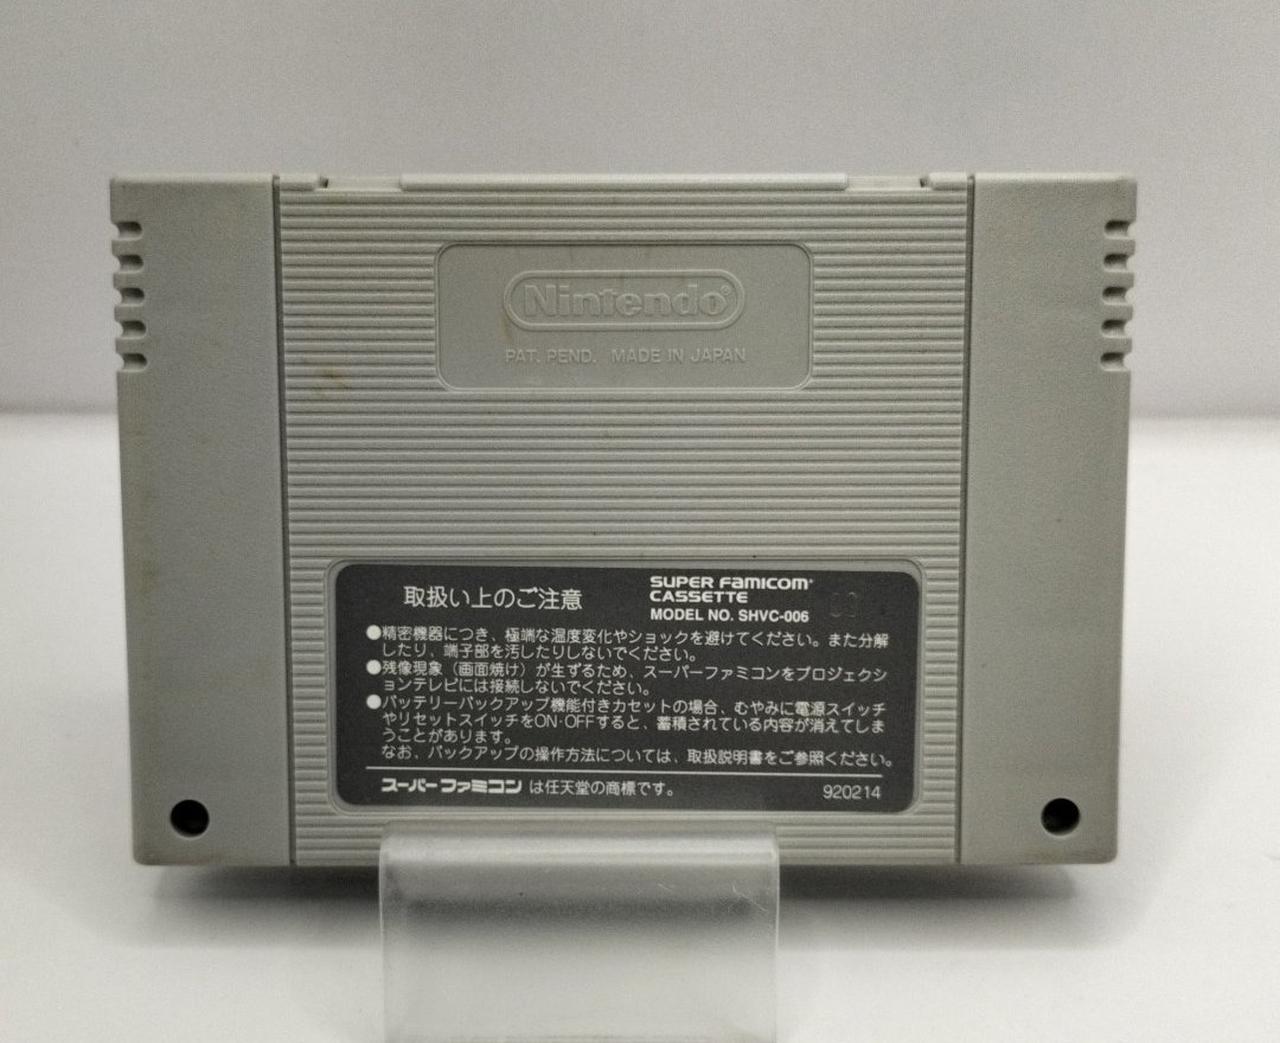 Nintendo®
PAT. PEND. MADE IN JAPAN
取扱い上のご注意
SUPER FAMICOM®
CASSETTE
MODEL NO. SHVC-006
●精密機器につき、極端な温度変化やショックを避けてください。また分解
したり、端子部を汚したりしないでください。
●残像現象（画面焼け）が生ずるため、スーパーファミコンをプロジェクシ
ョンテレビには接続しないでください。
●バッテリーバックアップ機能付きカセットの場合、むやみに電源スイッチ
やリセットスイッチをON·OFFすると、蓄積されている内容が消えてしま
うことがあります。
なお、バックアップの操作方法については、取扱説明書をご参照ください。
スーパーファミコン は任天堂の商標です。
920214